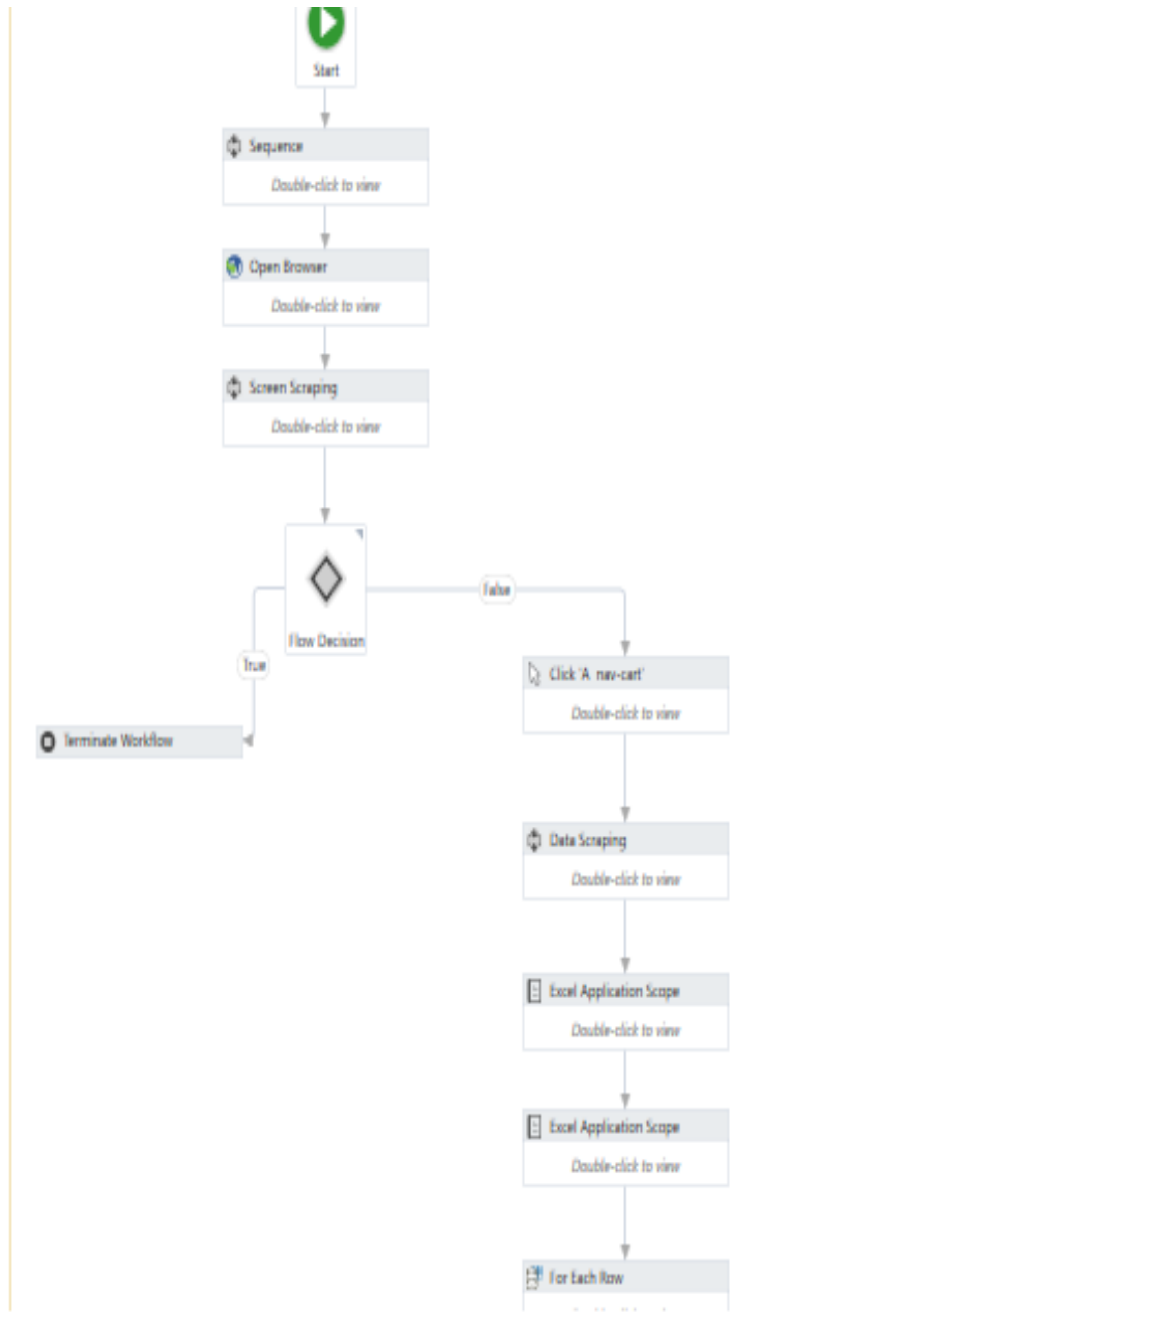 Start
Sequence
Double-click to view
Open Browser
Double-click to view
Screen Scraping
Double-click to view
False
Flow Decision
True
Click 'A nav-cart'
Double-click to view
Terminate Workflow
Data Scraping
Double-click to view
Excel Application Scope
Double-click to view
Excel Application Scope
Double-click to view
For Each Row